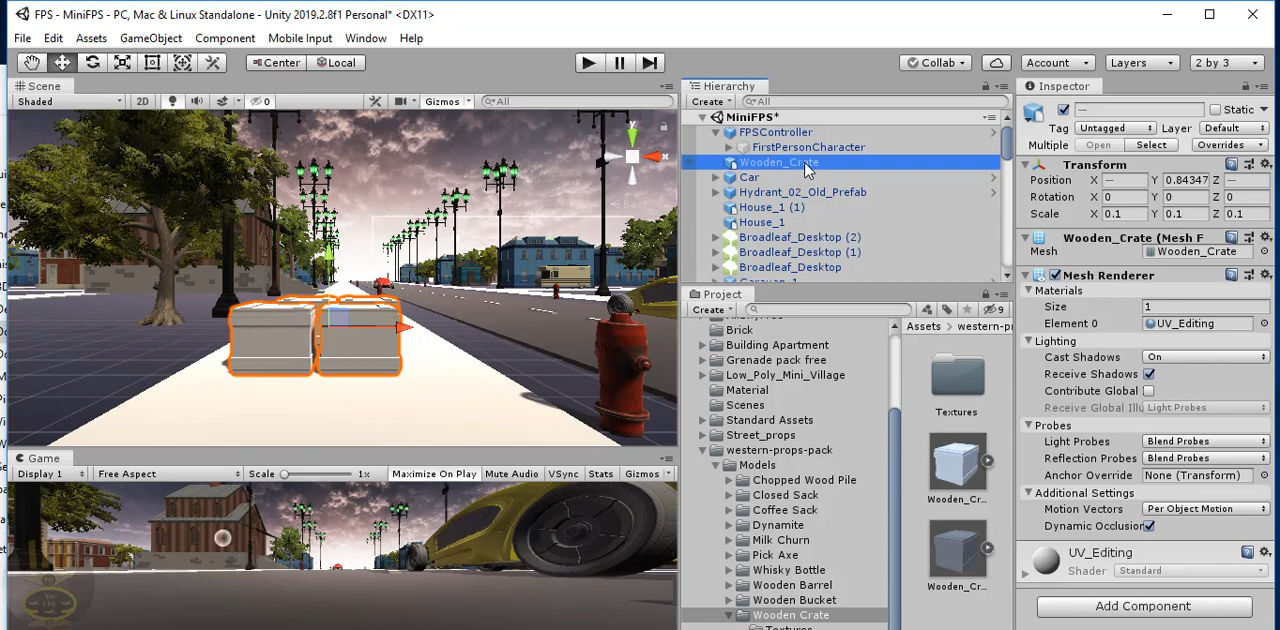 FPS - MiniFPS - PC, Mac & Linux Standalone - Unity 2019.2.8f1 Personal* <DX11>
File Edit Assets GameObject Component Mobile Input Window Help
Center Local Collab Account Layers 2 by 3
Scene
Shaded 2D 0 Gizmos All
y
x
Back
Hierarchy
Create All
MiniFPS*
FPSController
FirstPersonCharacter
Wooden_Crate
Car
Hydrant_02_Old_Prefab
House_1 (1)
House_1
Broadleaf_Desktop (2)
Broadleaf_Desktop (1)
Broadleaf_Desktop
Caravan_1
Project
Create 9
Brick
Building Apartment
Grenade pack free
Low_Poly_Mini_Village
Material
Scenes
Standard Assets
Street_props
western-props-pack
Models
Chopped Wood Pile
Closed Sack
Coffee Sack
Dynamite
Milk Churn
Pick Axe
Whisky Bottle
Wooden Barrel
Wooden Bucket
Wooden Crate
Textures
Assets western-pr
Textures
Wooden_Cr...
Wooden_Cr...
Game
Display 1 Free Aspect Scale 1x Maximize On Play Mute Audio VSync Stats Gizmos
Inspector
— Static
Tag Untagged Layer Default
Multiple Open Select Overrides
Transform
Position X — Y 0.84347 Z —
Rotation X 0 Y 0 Z 0
Scale X 0.1 Y 0.1 Z 0.1
Wooden_Crate (Mesh F
Mesh Wooden_Crate
Mesh Renderer
Materials
Size 1
Element 0 UV_Editing
Lighting
Cast Shadows On
Receive Shadows
Contribute Global
Receive Global Illu Light Probes
Probes
Light Probes Blend Probes
Reflection Probes Blend Probes
Anchor Override None (Transform)
Additional Settings
Motion Vectors Per Object Motion
Dynamic Occlusion
UV_Editing
Shader Standard
Add Component